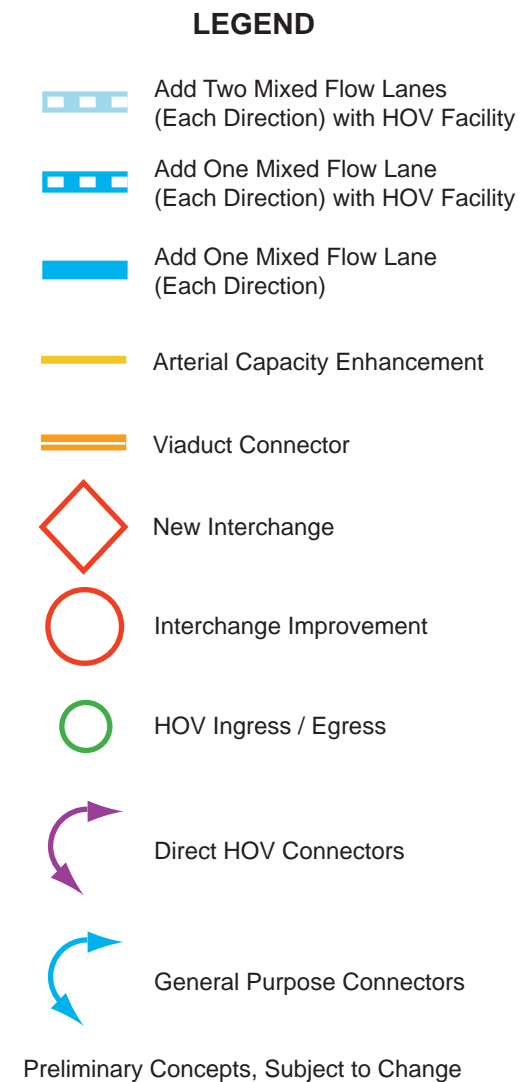 LEGEND
Add Two Mixed Flow Lanes
(Each Direction) with HOV Facility
Add One Mixed Flow Lane
(Each Direction) with HOV Facility
Add One Mixed Flow Lane
(Each Direction)
Arterial Capacity Enhancement
Viaduct Connector
New Interchange
Interchange Improvement
HOV Ingress / Egress
Direct HOV Connectors
General Purpose Connectors
Preliminary Concepts, Subject to Change